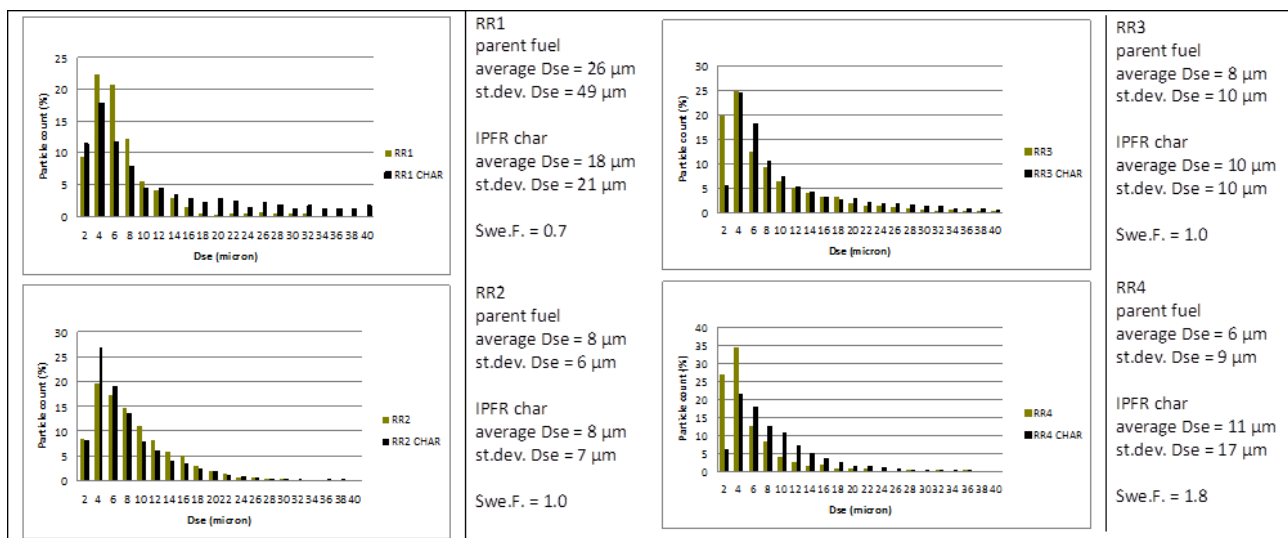 25
20
15
10
5
0
Particle count (%)
2 4 6 8 10 12 14 16 18 20 22 24 26 28 30 32 34 36 38 40
Dse (micron)
RR1
RR1 CHAR
RR1
parent fuel
average Dse = 26 µm
st.dev. Dse = 49 µm
IPFR char
average Dse = 18 µm
st.dev. Dse = 21 µm
Swe.F. = 0.7
30
25
20
15
10
5
0
Particle count (%)
2 4 6 8 10 12 14 16 18 20 22 24 26 28 30 32 34 36 38 40
Dse (micron)
RR3
RR3 CHAR
RR3
parent fuel
average Dse = 8 µm
st.dev. Dse = 10 µm
IPFR char
average Dse = 10 µm
st.dev. Dse = 10 µm
Swe.F. = 1.0
30
25
20
15
10
5
0
Particle count (%)
2 4 6 8 10 12 14 16 18 20 22 24 26 28 30 32 34 36 38 40
Dse (micron)
RR2
RR2 CHAR
RR2
parent fuel
average Dse = 8 µm
st.dev. Dse = 6 µm
IPFR char
average Dse = 8 µm
st.dev. Dse = 7 µm
Swe.F. = 1.0
40
35
30
25
20
15
10
5
0
Particle count (%)
2 4 6 8 10 12 14 16 18 20 22 24 26 28 30 32 34 36 38 40
Dse (micron)
RR4
RR4 CHAR
RR4
parent fuel
average Dse = 6 µm
st.dev. Dse = 9 µm
IPFR char
average Dse = 11 µm
st.dev. Dse = 17 µm
Swe.F. = 1.8